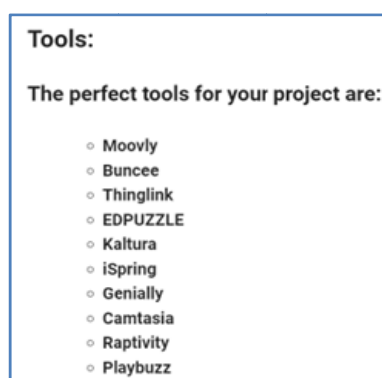 Tools:
The perfect tools for your project are:
Moovly
Buncee
Thinglink
EDPUZZLE
Kaltura
iSpring
Genially
Camtasia
Raptivity
Playbuzz